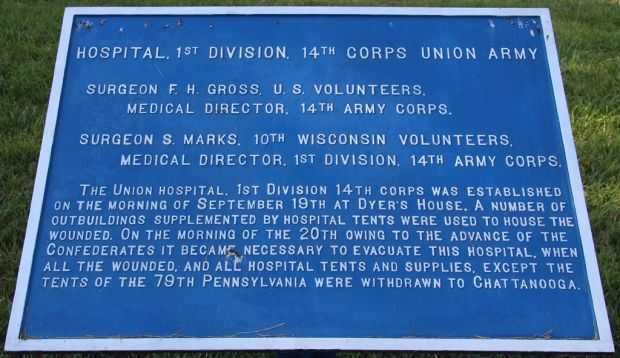 HOSPITAL, 1ST DIVISION, 14TH CORPS UNION ARMY
SURGEON F. H. GROSS, U. S. VOLUNTEERS,
MEDICAL DIRECTOR, 14TH ARMY CORPS.
SURGEON S. MARKS, 10TH WISCONSIN VOLUNTEERS,
MEDICAL DIRECTOR, 1ST DIVISION, 14TH ARMY CORPS.
THE UNION HOSPITAL, 1ST DIVISION 14TH CORPS WAS ESTABLISHED
ON THE MORNING OF SEPTEMBER 19TH AT DYER'S HOUSE. A NUMBER OF
OUTBUILDINGS SUPPLEMENTED BY HOSPITAL TENTS WERE USED TO HOUSE THE
WOUNDED. ON THE MORNING OF THE 20TH OWING TO THE ADVANCE OF THE
CONFEDERATES IT BECAME NECESSARY TO EVACUATE THIS HOSPITAL, WHEN
ALL THE WOUNDED, AND ALL HOSPITAL TENTS AND SUPPLIES, EXCEPT THE
TENTS OF THE 79TH PENNSYLVANIA WERE WITHDRAWN TO CHATTANOOGA.